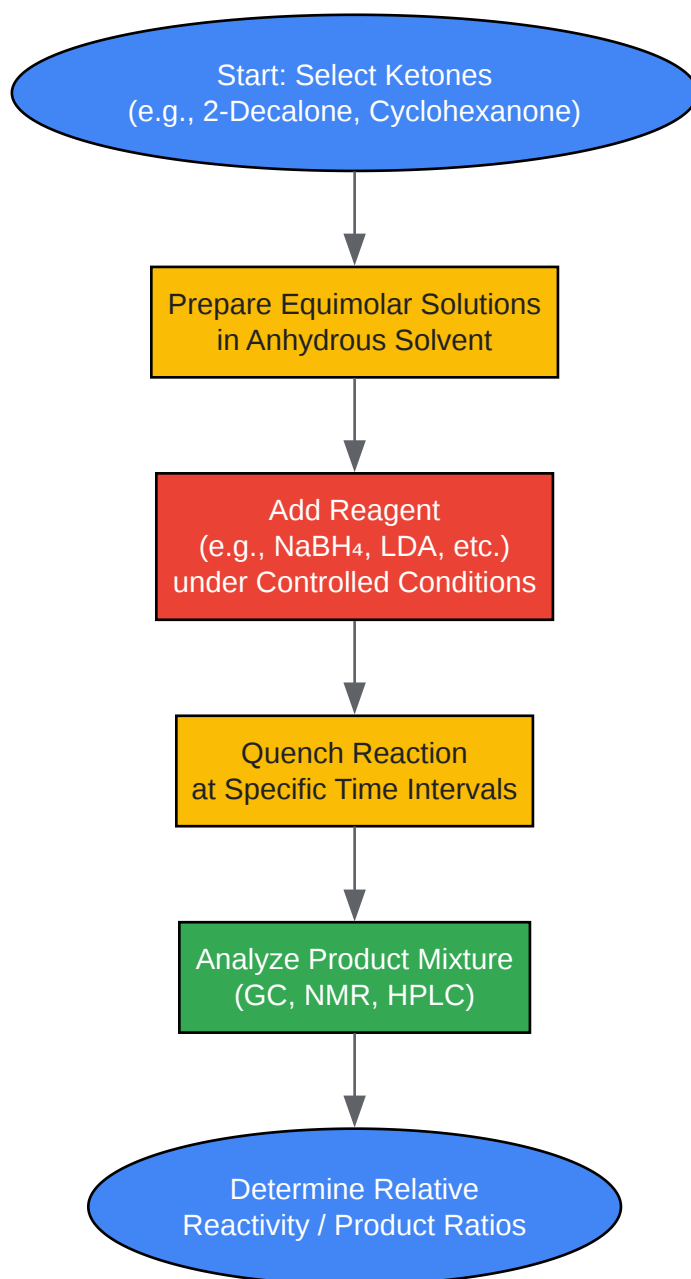 Start: Select Ketones
(e.g., 2-Decalone, Cyclohexanone)
Prepare Equimolar Solutions
in Anhydrous Solvent
Add Reagent
(e.g., NaBH₄, LDA, etc.)
under Controlled Conditions
Quench Reaction
at Specific Time Intervals
Analyze Product Mixture
(GC, NMR, HPLC)
Determine Relative
Reactivity / Product Ratios